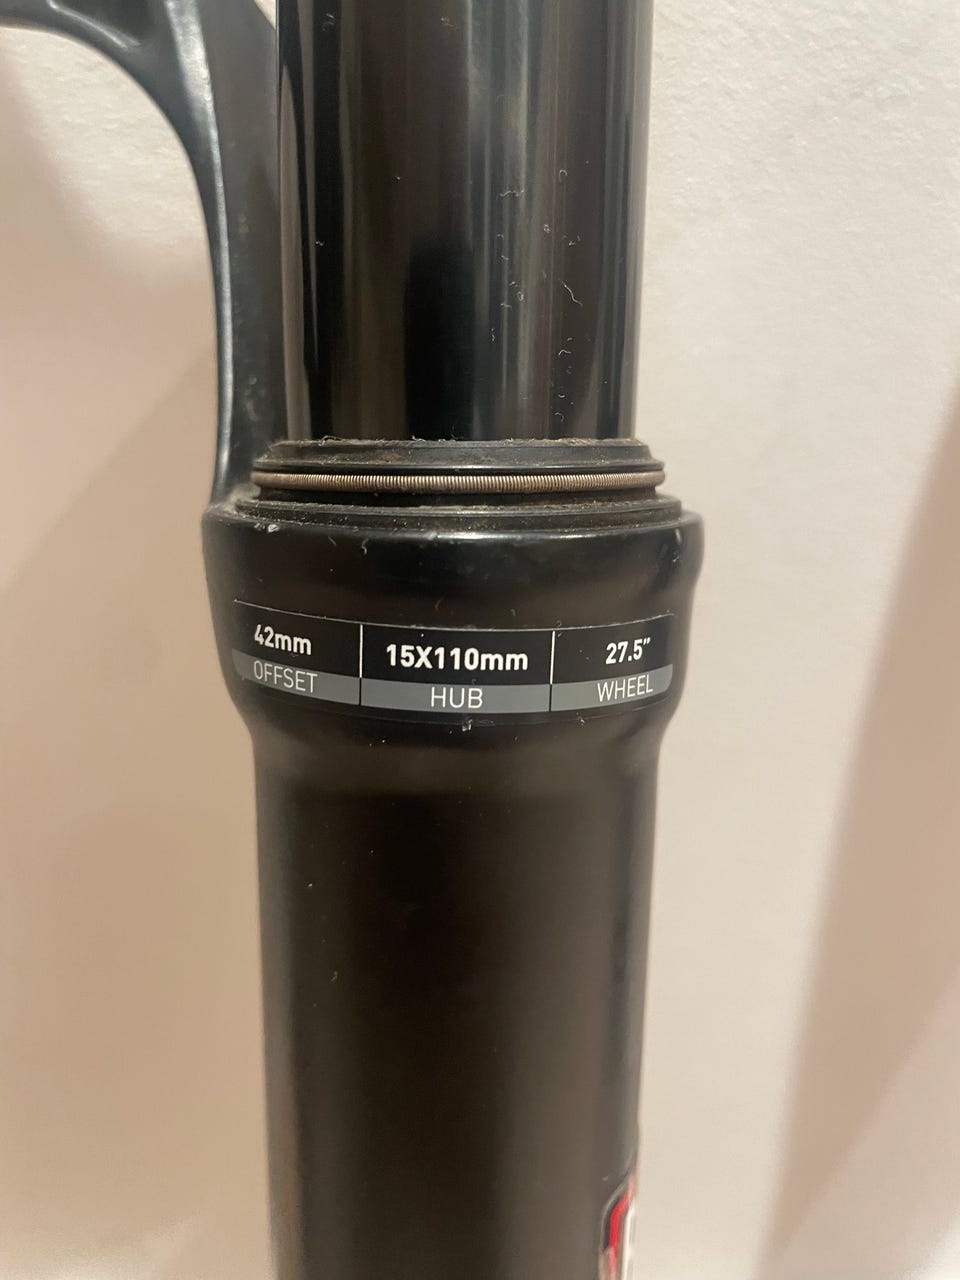 42mm 15X110mm 27.5"
OFFSET HUB WHEEL